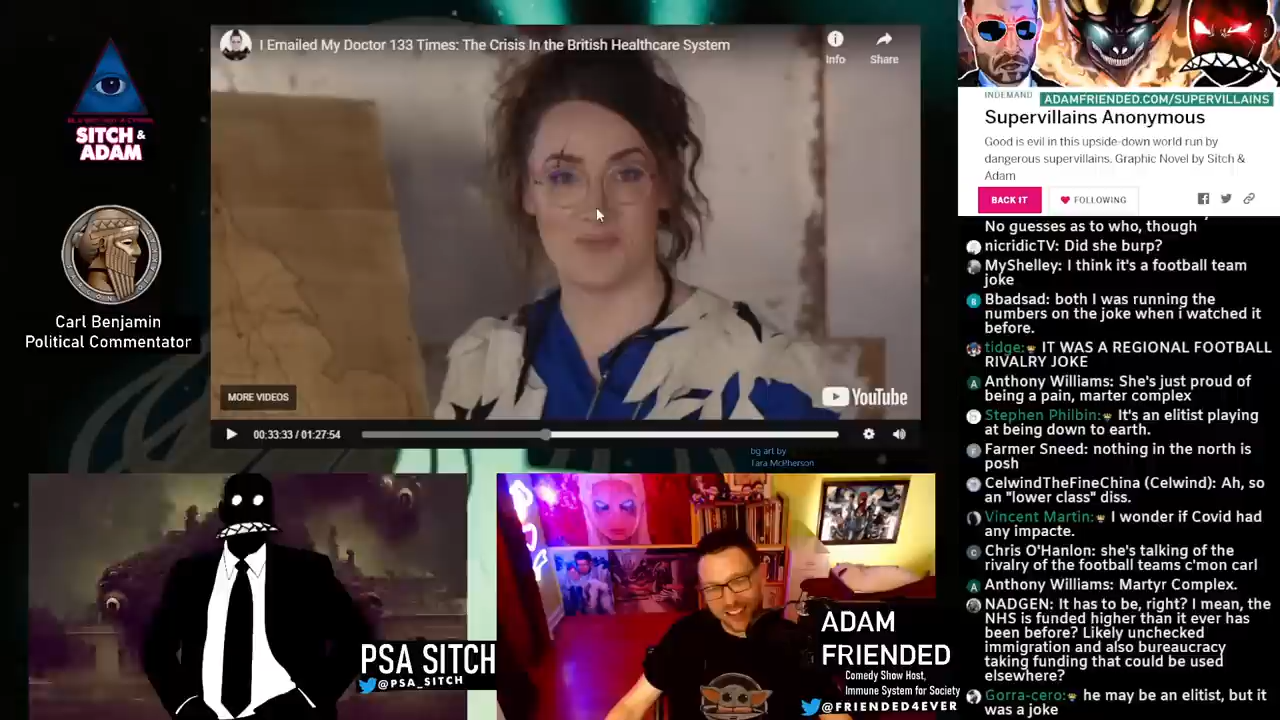 I Emailed My Doctor 133 Times: The Crisis In the British Healthcare System
Info
Share
MORE VIDEOS
YouTube
00:33:33 / 01:27:54
bg art by
Tara McPherson
SITCH &
ADAM
Carl Benjamin
Political Commentator
PSA SITCH
@PSA_SITCH
ADAM
FRIENDED
Comedy Show Host,
Immune System for Society
@FRIENDED4EVER
INDEMAND
ADAMFRIENDED.COM/SUPERVILLAINS
Supervillains Anonymous
Good is evil in this upside-down world run by
dangerous supervillains. Graphic Novel by Sitch &
Adam
BACK IT
FOLLOWING
No guesses as to who, though
nicridicTV: Did she burp?
MyShelley: I think it's a football team
joke
Bbadsad: both I was running the
numbers on the joke when i watched it
before.
tidge: IT WAS A REGIONAL FOOTBALL
RIVALRY JOKE
Anthony Williams: She's just proud of
being a pain, marter complex
Stephen Philbin: It's an elitist playing
at being down to earth.
Farmer Sneed: nothing in the north is
posh
CelwindTheFineChina (Celwind): Ah, so
an "lower class" diss.
Vincent Martin: I wonder if Covid had
any impacte.
Chris O'Hanlon: she's talking of the
rivalry of the football teams c'mon carl
Anthony Williams: Martyr Complex.
NADGEN: It has to be, right? I mean, the
NHS is funded higher than it ever has
been before? Likely unchecked
immigration and also bureaucracy
taking funding that could be used
elsewhere?
Gorra-cero: he may be an elitist, but it
was a joke